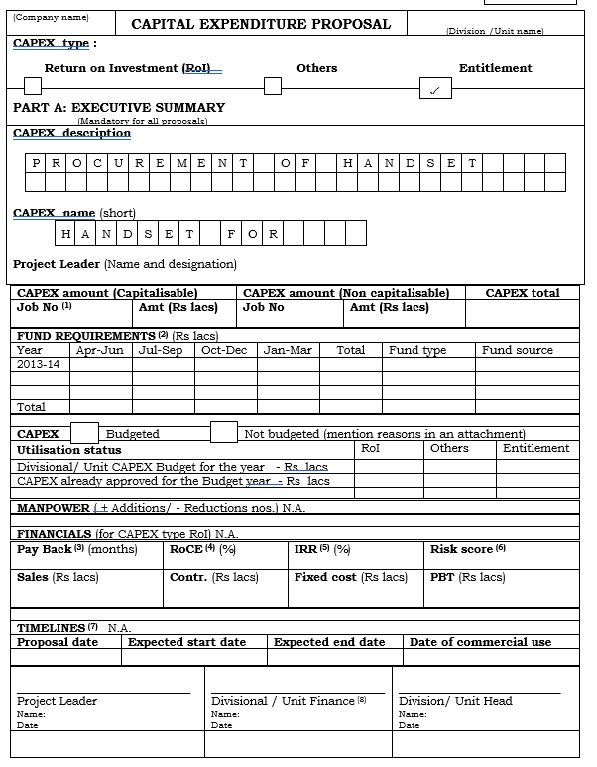 (Company name)
CAPITAL EXPENDITURE PROPOSAL
(Division /Unit name)
CAPEX type :
Return on Investment (RoI) Others Entitlement
✓
PART A: EXECUTIVE SUMMARY
(Mandatory for all proposals)
CAPEX description
PROCUREMENT OF HANDSET
CAPEX name (short)
HANDSET FOR
Project Leader (Name and designation)
CAPEX amount (Capitalisable) CAPEX amount (Non capitalisable) CAPEX total
Job No (1) Amt (Rs lacs) Job No Amt (Rs lacs)
FUND REQUIREMENTS (2) (Rs lacs)
Year Apr-Jun Jul-Sep Oct-Dec Jan-Mar Total Fund type Fund source
2013-14
Total
CAPEX Budgeted Not budgeted (mention reasons in an attachment)
Utilisation status RoI Others Entitlement
Divisional/ Unit CAPEX Budget for the year - Rs lacs
CAPEX already approved for the Budget year - Rs lacs
MANPOWER ( + Additions/ - Reductions nos.) N.A.
FINANCIALS (for CAPEX type RoI) N.A.
Pay Back (3) (months) RoCE (4) (%) IRR (5) (%) Risk score (6)
Sales (Rs lacs) Contr. (Rs lacs) Fixed cost (Rs lacs) PBT (Rs lacs)
TIMELINES (7) N.A.
Proposal date Expected start date Expected end date Date of commercial use
Project Leader Divisional / Unit Finance (8) Division/ Unit Head
Name: Name: Name:
Date Date Date